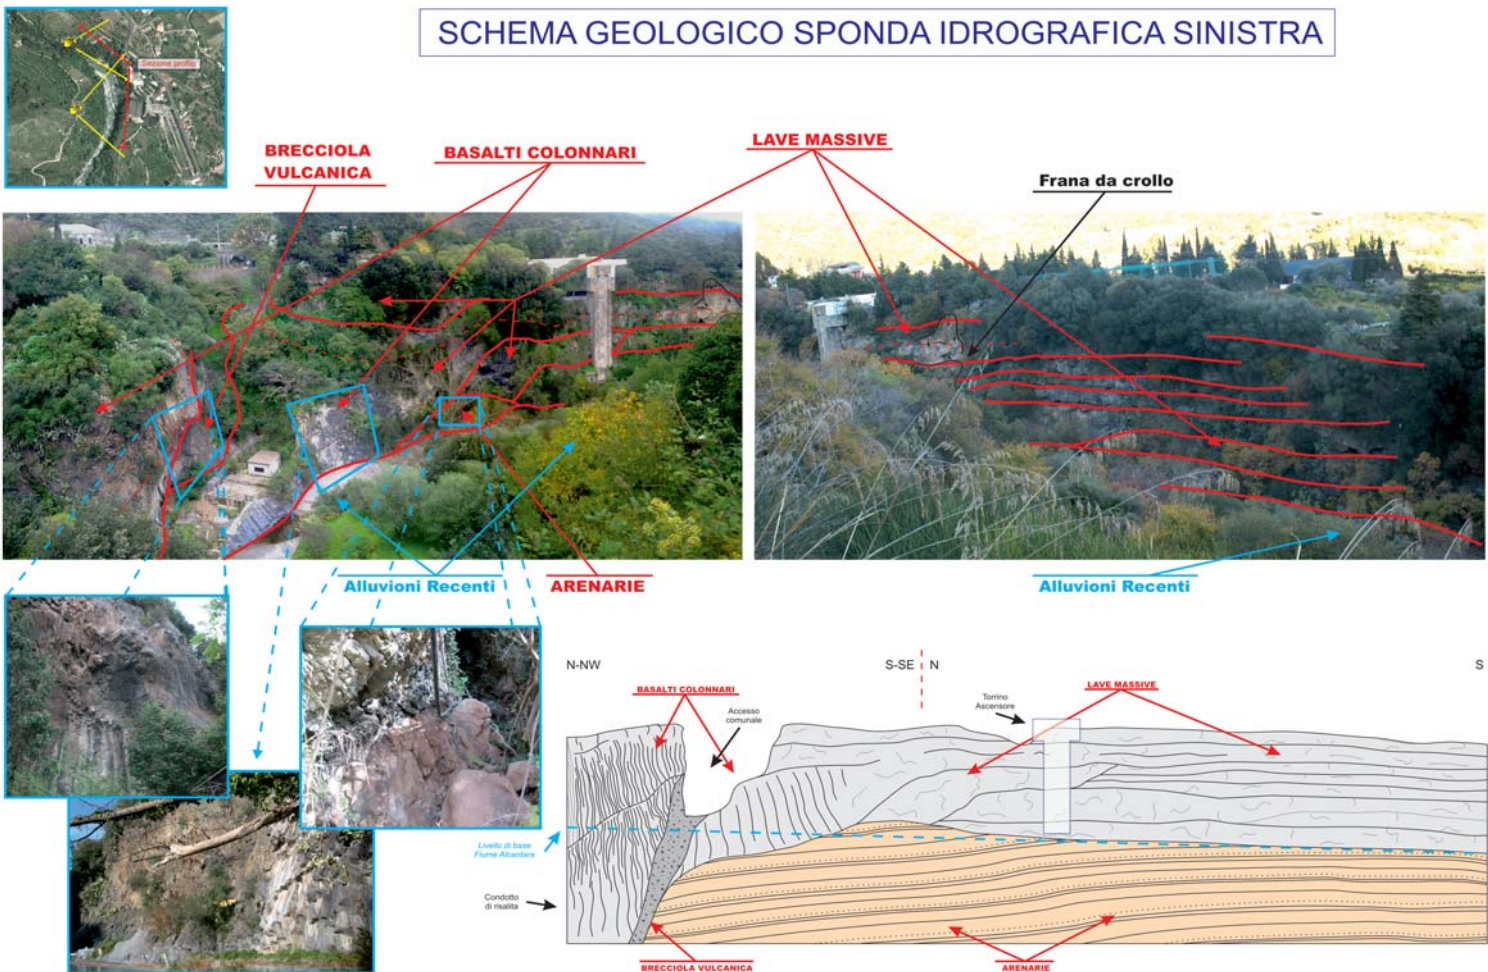 SCHEMA GEOLOGICO SPONDA IDROGRAFICA SINISTRA
Sezione profilo
BRECCIOLA
VULCANICA
BASALTI COLONNARI
LAVE MASSIVE
Frana da crollo
Alluvioni Recenti
ARENARIE
Alluvioni Recenti
N-NW
S-SE
N
S
BASALTI COLONNARI
Accesso
comunale
Torrino
Ascensore
LAVE MASSIVE
Livello di base
Fiume Alcantara
Condotto
di risalita
BRECCIOLA VULCANICA
ARENARIE